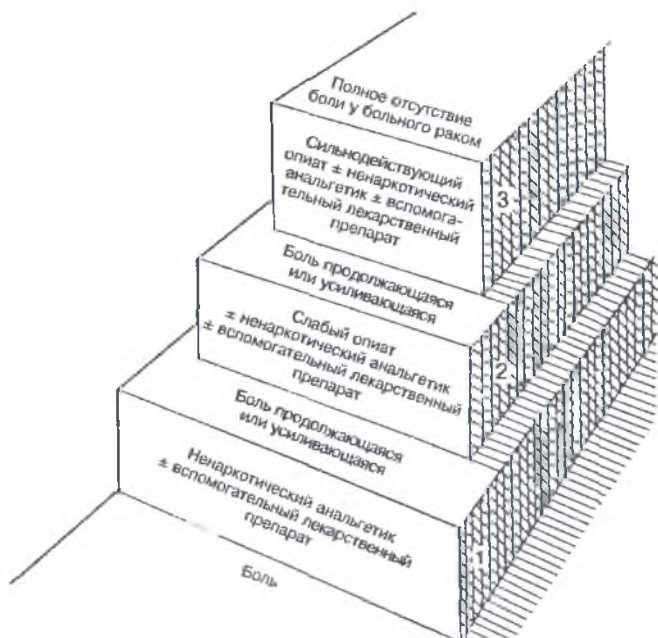 Полное отсутствие
боли у больного раком
Сильнодействующий
опиат ± ненаркотический
анальгетик ± вспомога-
тельный лекарственный
препарат
3
Боль продолжающаяся
или усиливающаяся
Слабый опиат
± ненаркотический анальгетик
± вспомогательный лекарственный
препарат
2
Боль продолжающаяся
или усиливающаяся
Ненаркотический анальгетик
± вспомогательный лекарственный
препарат
1
Боль